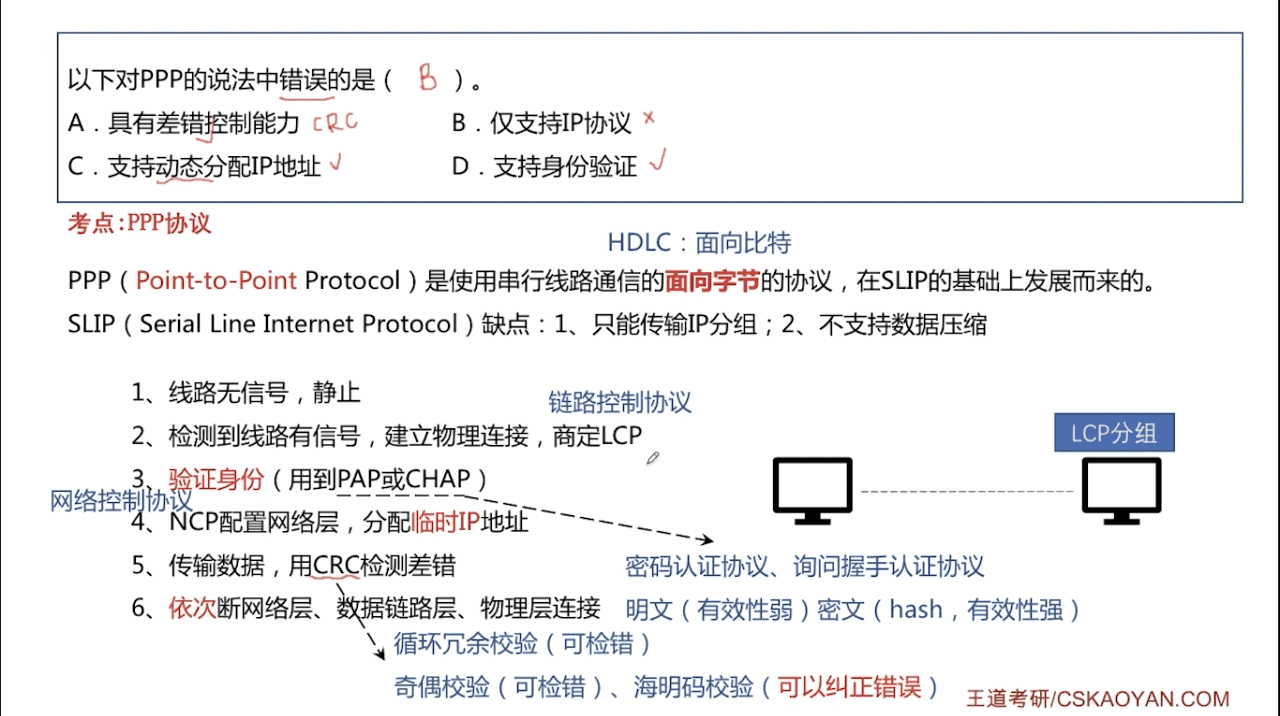 以下对PPP的说法中错误的是（ B ）。
A．具有差错控制能力 CRC B．仅支持IP协议 ×
C．支持动态分配IP地址 √ D．支持身份验证 √
考点:PPP协议
HDLC：面向比特
PPP（Point-to-Point Protocol）是使用串行线路通信的面向字节的协议，在SLIP的基础上发展而来的。
SLIP（Serial Line Internet Protocol）缺点：1、只能传输IP分组；2、不支持数据压缩
1、线路无信号，静止
链路控制协议
2、检测到线路有信号，建立物理连接，商定LCP
LCP分组
3、验证身份（用到PAP或CHAP）
网络控制协议
4、NCP配置网络层，分配临时IP地址
5、传输数据，用CRC检测差错
密码认证协议、询问握手认证协议
6、依次断网络层、数据链路层、物理层连接
明文（有效性弱）密文（hash，有效性强）
循环冗余校验（可检错）
奇偶校验（可检错）、海明码校验（可以纠正错误）
王道考研/CSKAOYAN.COM